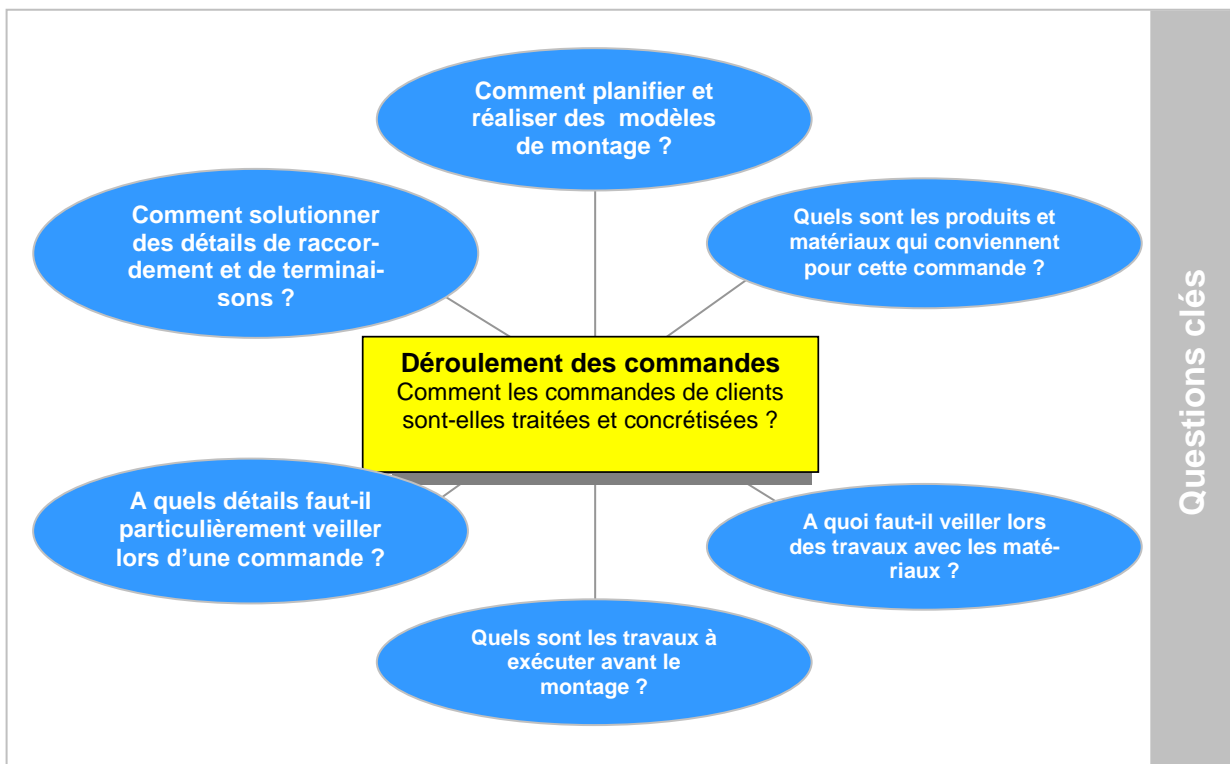 Comment planifier et
réaliser des modèles
de montage ?
Comment solutionner
des détails de raccor-
dement et de terminai-
sons ?
Quels sont les produits et
matériaux qui conviennent
pour cette commande ?
Déroulement des commandes
Comment les commandes de clients
sont-elles traitées et concrétisées ?
A quels détails faut-il
particulièrement veiller
lors d’une commande ?
A quoi faut-il veiller lors
des travaux avec les maté-
riaux ?
Quels sont les travaux à
exécuter avant le
montage ?
Questions clés